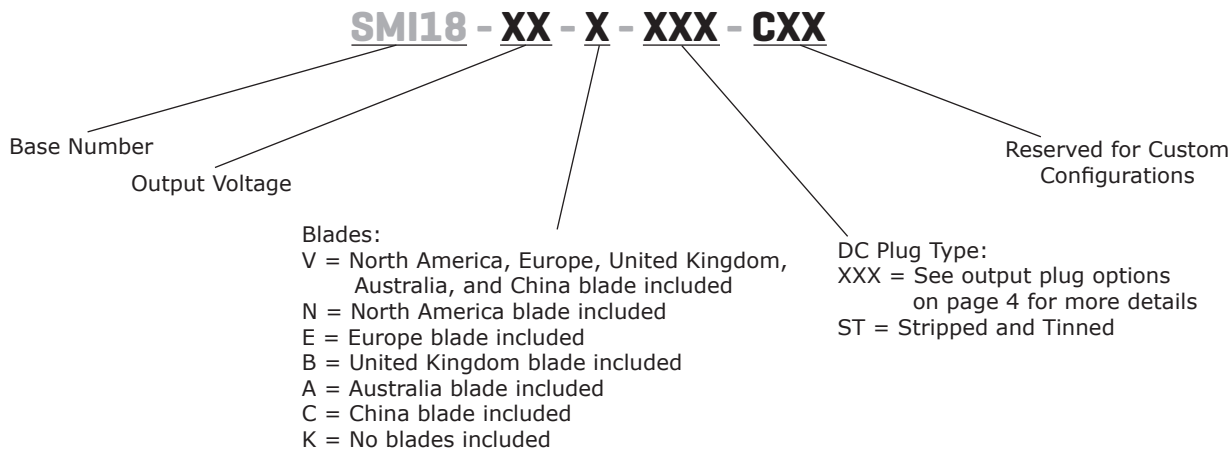 SMI18 - XX - X - XXX - CXX
Base Number
Output Voltage
Blades:
V = North America, Europe, United Kingdom,
Australia, and China blade included
N = North America blade included
E = Europe blade included
B = United Kingdom blade included
A = Australia blade included
C = China blade included
K = No blades included
DC Plug Type:
XXX = See output plug options
on page 4 for more details
ST = Stripped and Tinned
Reserved for Custom
Configurations